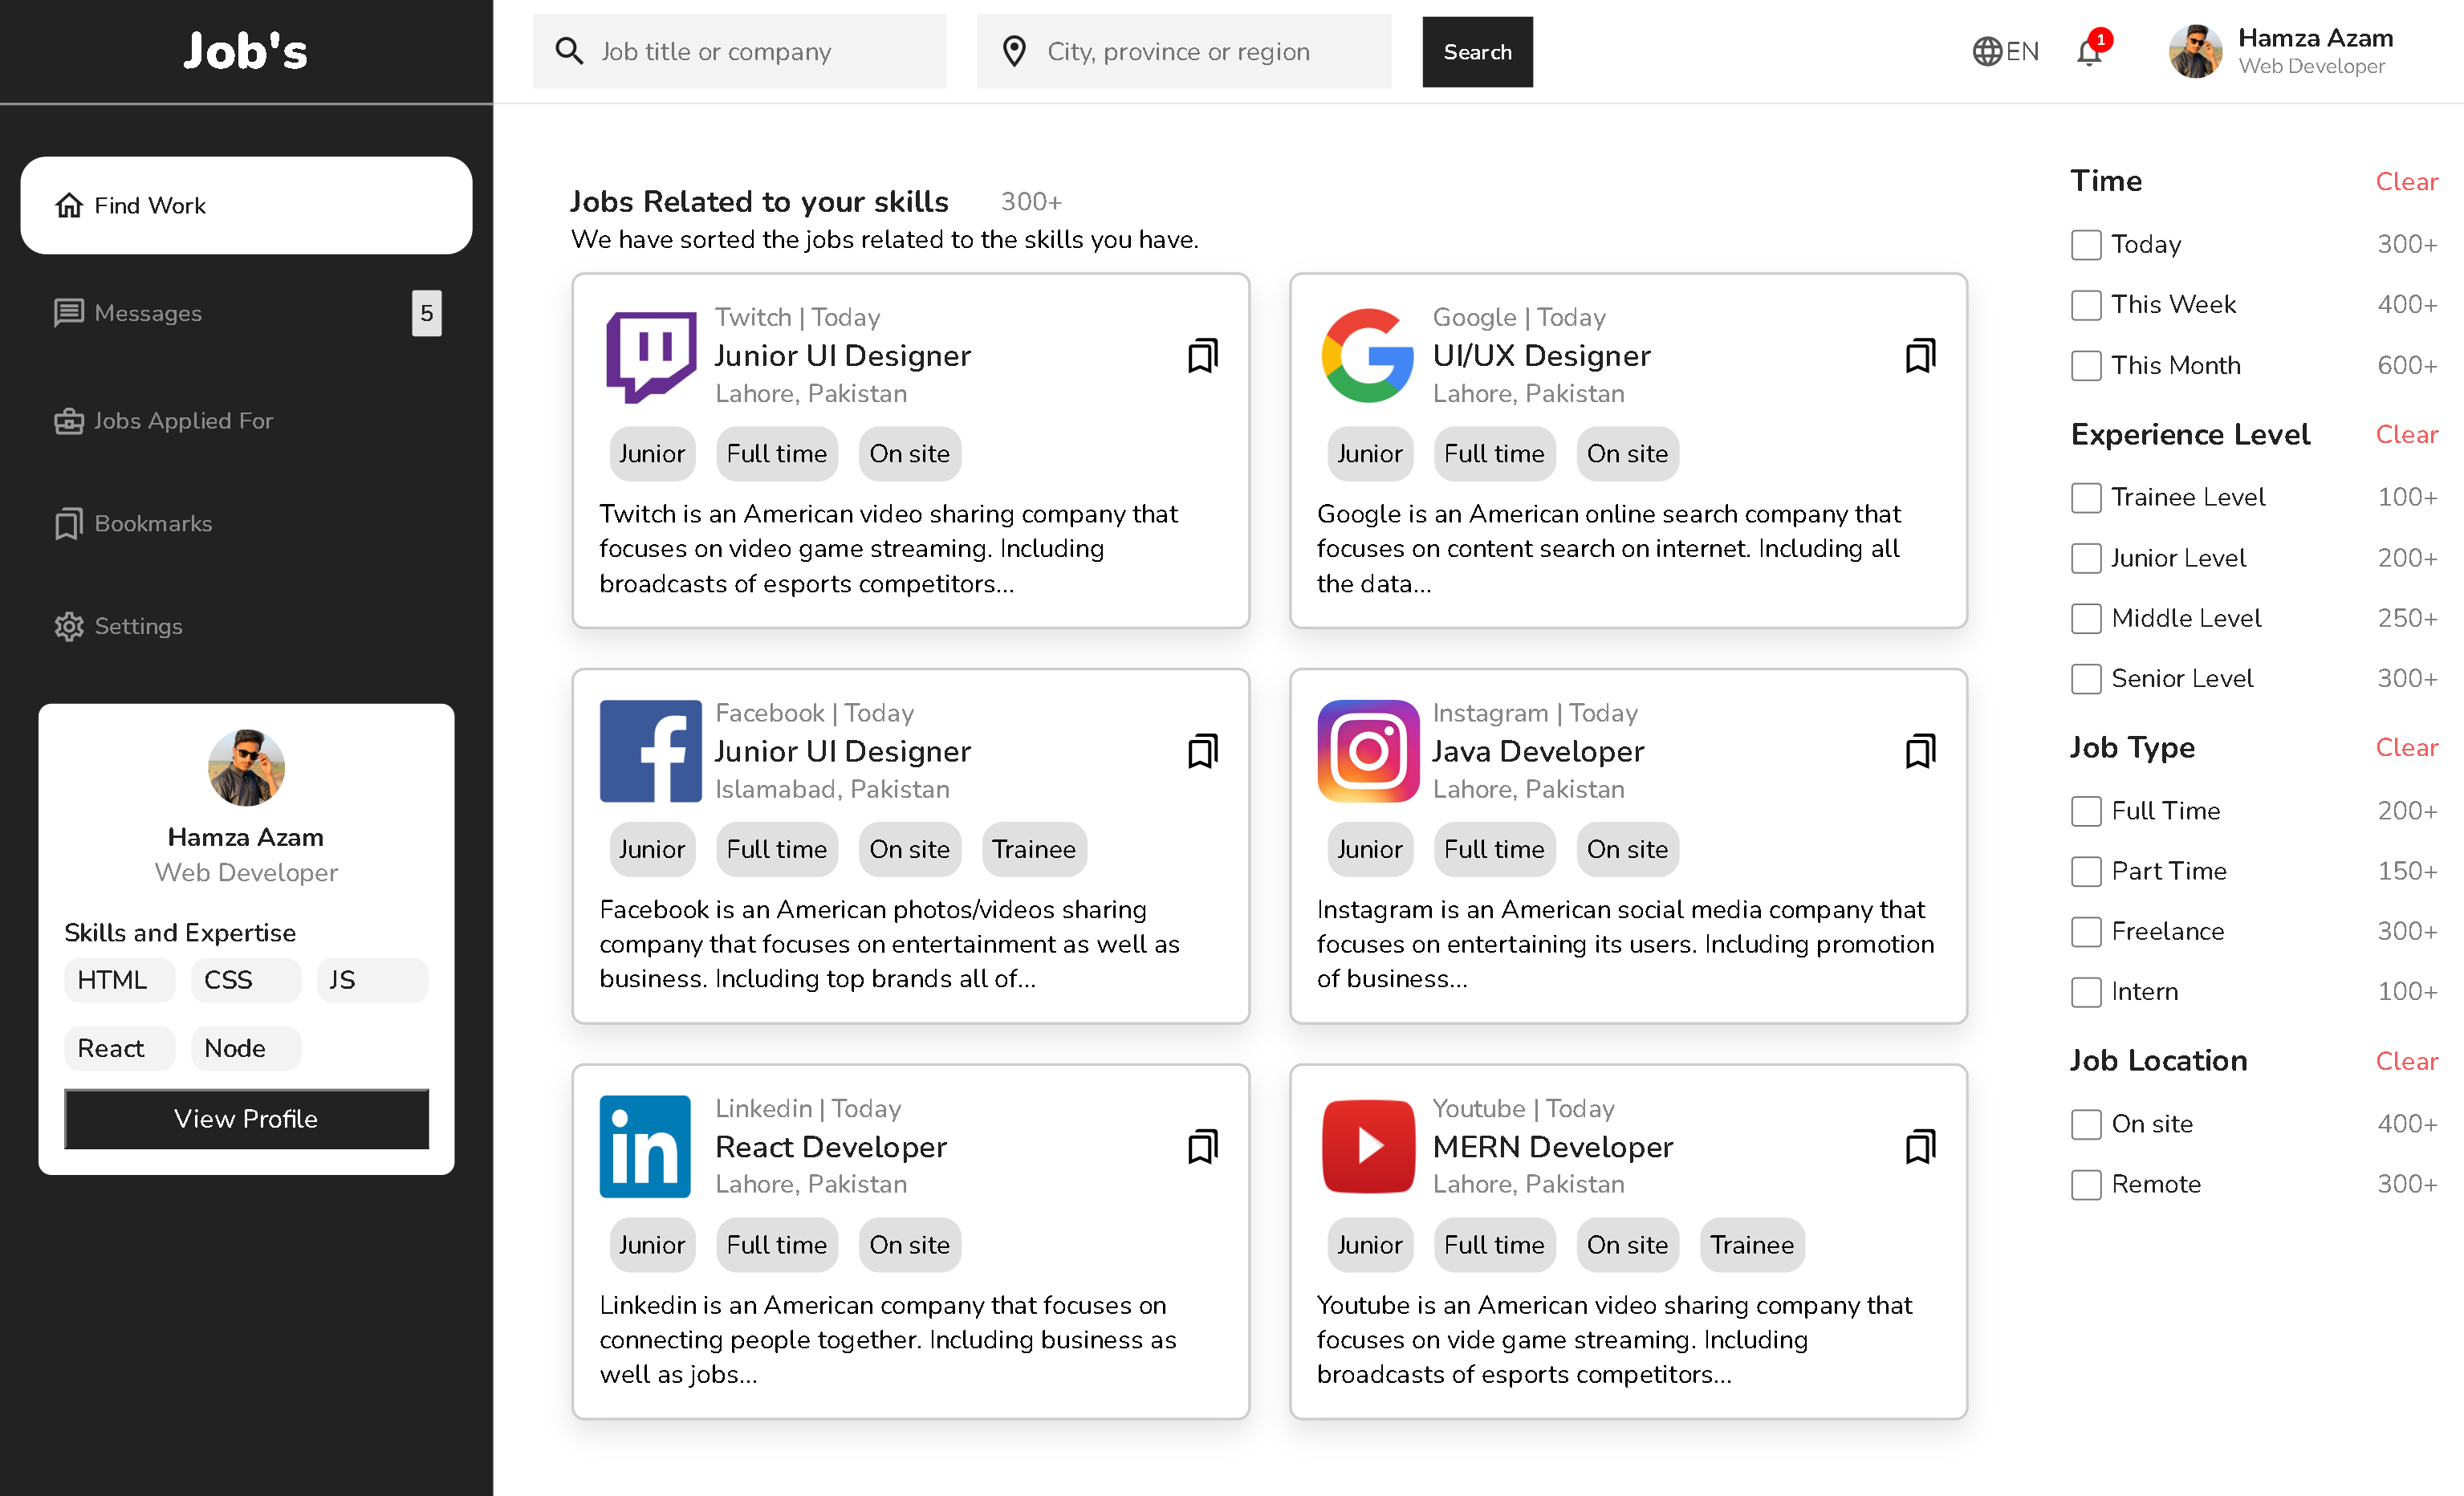 Job's
Job title or company
City, province or region
Search
EN
1
Hamza Azam
Web Developer
Find Work
Messages
5
Jobs Applied For
Bookmarks
Settings
Hamza Azam
Web Developer
Skills and Expertise
HTML
CSS
JS
React
Node
View Profile
Jobs Related to your skills 300+
We have sorted the jobs related to the skills you have.
Twitch | Today
Junior UI Designer
Lahore, Pakistan
Junior
Full time
On site
Twitch is an American video sharing company that
focuses on video game streaming. Including
broadcasts of esports competitors...
Google | Today
UI/UX Designer
Lahore, Pakistan
Junior
Full time
On site
Google is an American online search company that
focuses on content search on internet. Including all
the data...
Facebook | Today
Junior UI Designer
Islamabad, Pakistan
Junior
Full time
On site
Trainee
Facebook is an American photos/videos sharing
company that focuses on entertainment as well as
business. Including top brands all of...
Instagram | Today
Java Developer
Lahore, Pakistan
Junior
Full time
On site
Instagram is an American social media company that
focuses on entertaining its users. Including promotion
of business...
in
Linkedin | Today
React Developer
Lahore, Pakistan
Junior
Full time
On site
Linkedin is an American company that focuses on
connecting people together. Including business as
well as jobs...
Youtube | Today
MERN Developer
Lahore, Pakistan
Junior
Full time
On site
Trainee
Youtube is an American video sharing company that
focuses on vide game streaming. Including
broadcasts of esports competitors...
Time Clear
Today 300+
This Week 400+
This Month 600+
Experience Level Clear
Trainee Level 100+
Junior Level 200+
Middle Level 250+
Senior Level 300+
Job Type Clear
Full Time 200+
Part Time 150+
Freelance 300+
Intern 100+
Job Location Clear
On site 400+
Remote 300+